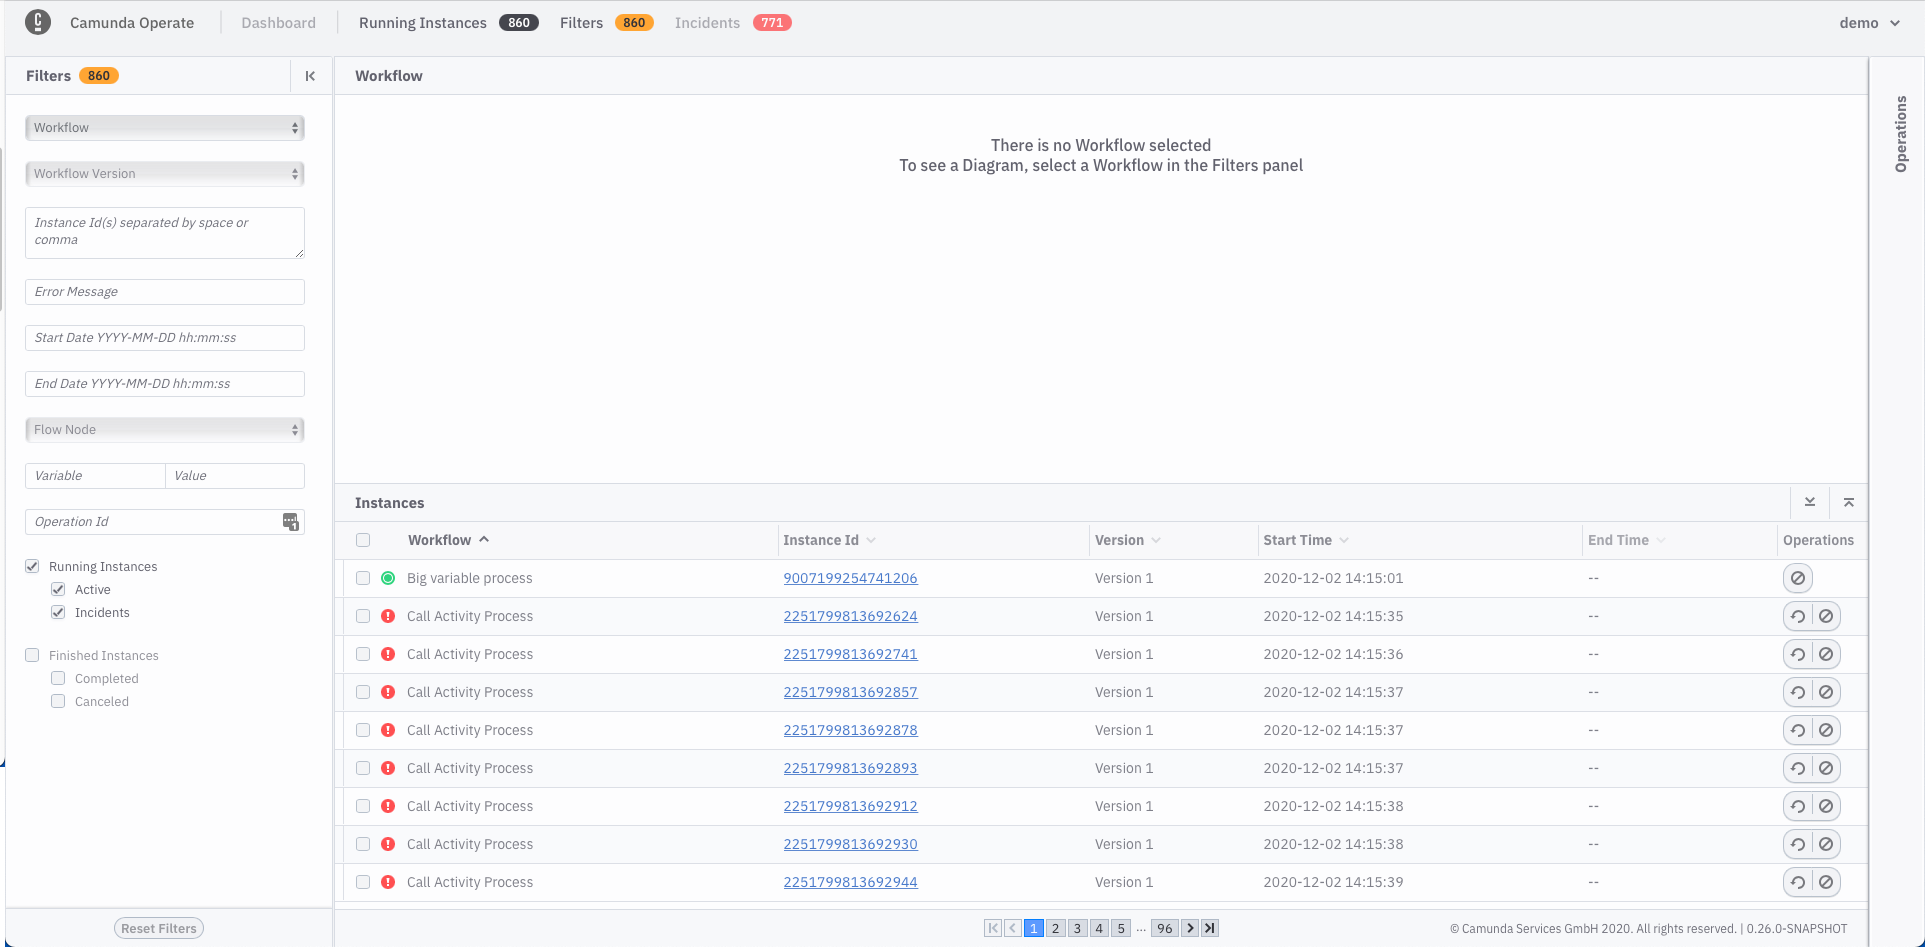 Camunda Operate Dashboard Running Instances 860 Filters 860 Incidents 771 demo
Filters 860
Workflow
Workflow Version
Instance Id(s) separated by space or
comma
Error Message
Start Date YYYY-MM-DD hh:mm:ss
End Date YYYY-MM-DD hh:mm:ss
Flow Node
Variable Value
Operation Id
Running Instances
Active
Incidents
Finished Instances
Completed
Canceled
Reset Filters
Workflow
There is no Workflow selected
To see a Diagram, select a Workflow in the Filters panel
Operations
Instances
Workflow Instance Id Version Start Time End Time Operations
Big variable process 9007199254741206 Version 1 2020-12-02 14:15:01 --
Call Activity Process 2251799813692624 Version 1 2020-12-02 14:15:35 --
Call Activity Process 2251799813692741 Version 1 2020-12-02 14:15:36 --
Call Activity Process 2251799813692857 Version 1 2020-12-02 14:15:37 --
Call Activity Process 2251799813692878 Version 1 2020-12-02 14:15:37 --
Call Activity Process 2251799813692893 Version 1 2020-12-02 14:15:37 --
Call Activity Process 2251799813692912 Version 1 2020-12-02 14:15:38 --
Call Activity Process 2251799813692930 Version 1 2020-12-02 14:15:38 --
Call Activity Process 2251799813692944 Version 1 2020-12-02 14:15:39 --
1 2 3 4 5 ... 96
© Camunda Services GmbH 2020. All rights reserved. | 0.26.0-SNAPSHOT